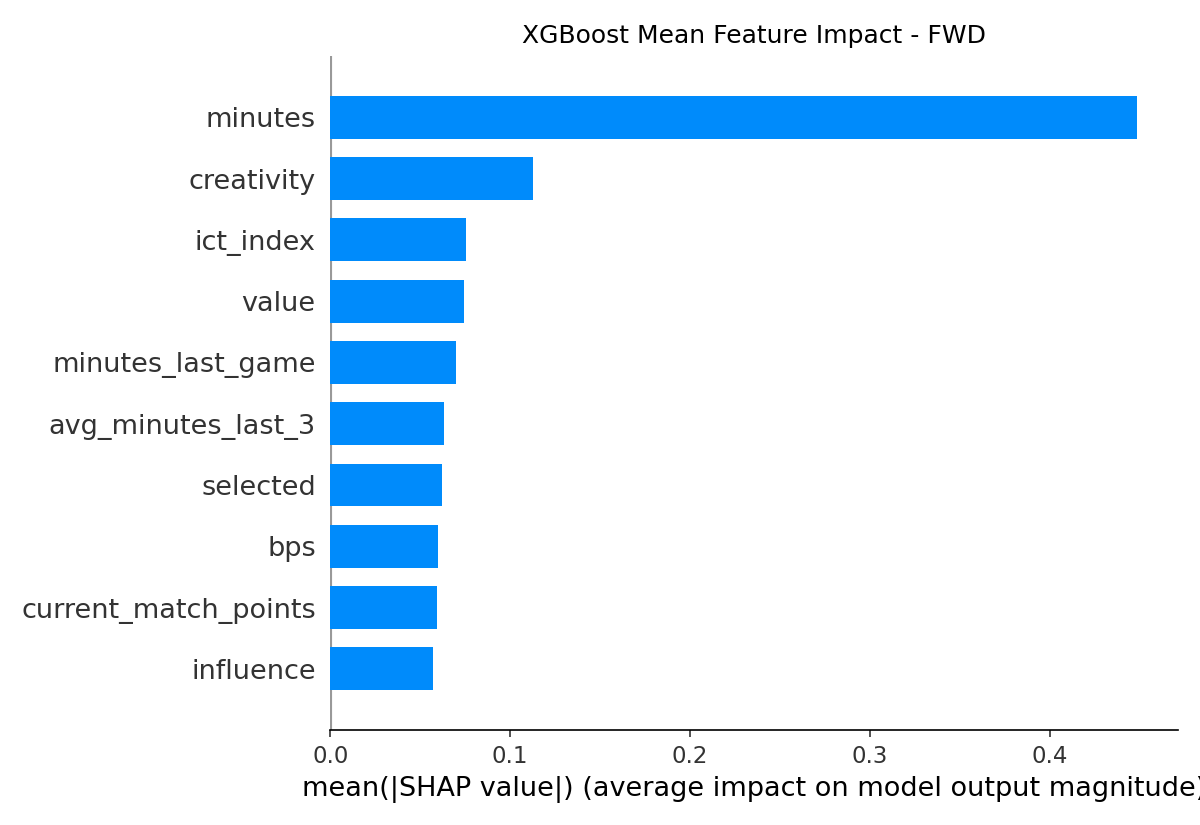 XGBoost Mean Feature Impact - FWD
minutes
creativity
ict_index
value
minutes_last_game
avg_minutes_last_3
selected
bps
current_match_points
influence
0.0 0.1 0.2 0.3 0.4
mean(|SHAP value|) (average impact on model output magnitude)